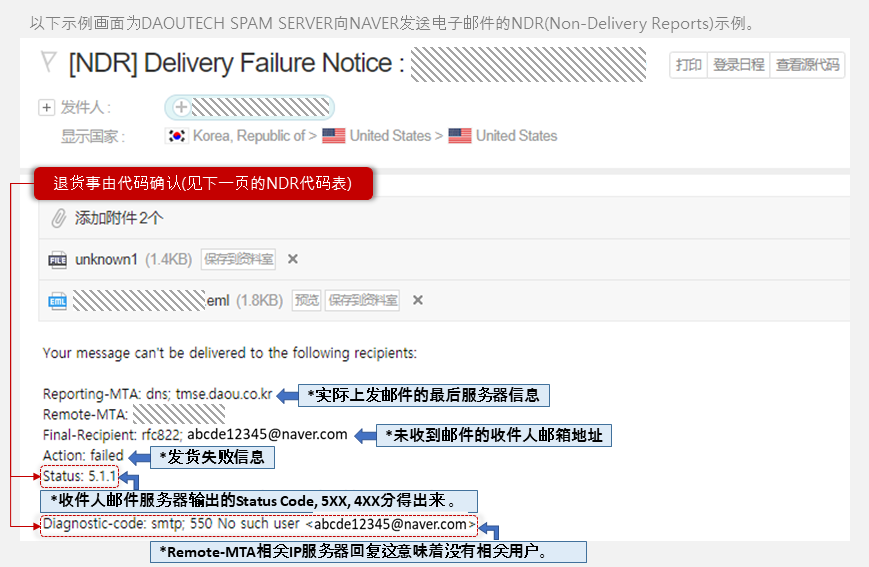 以下示例画面为DAOUTECH SPAM SERVER向NAVER发送电子邮件的NDR(Non-Delivery Reports)示例。
[NDR] Delivery Failure Notice :
打印 登录日程 查看源代码
发件人 :
显示国家 : Korea, Republic of > United States > United States
退货事由代码确认(见下一页的NDR代码表)
添加附件 2个
FILE unknown1 (1.4KB) 保存到资料室 ×
EML .eml (1.8KB) 预览 保存到资料室 ×
Your message can't be delivered to the following recipients:
Reporting-MTA: dns; tmse.daou.co.kr *实际上发邮件的最后服务器信息
Remote-MTA:
Final-Recipient: rfc822; abcde12345@naver.com *未收到邮件的收件人邮箱地址
Action: failed *发货失败信息
Status: 5.1.1
*收件人邮件服务器输出的Status Code, 5XX, 4XX分得出来 。
Diagnostic-code: smtp; 550 No such user <abcde12345@naver.com>
*Remote-MTA相关IP服务器回复这意味着没有相关用户。